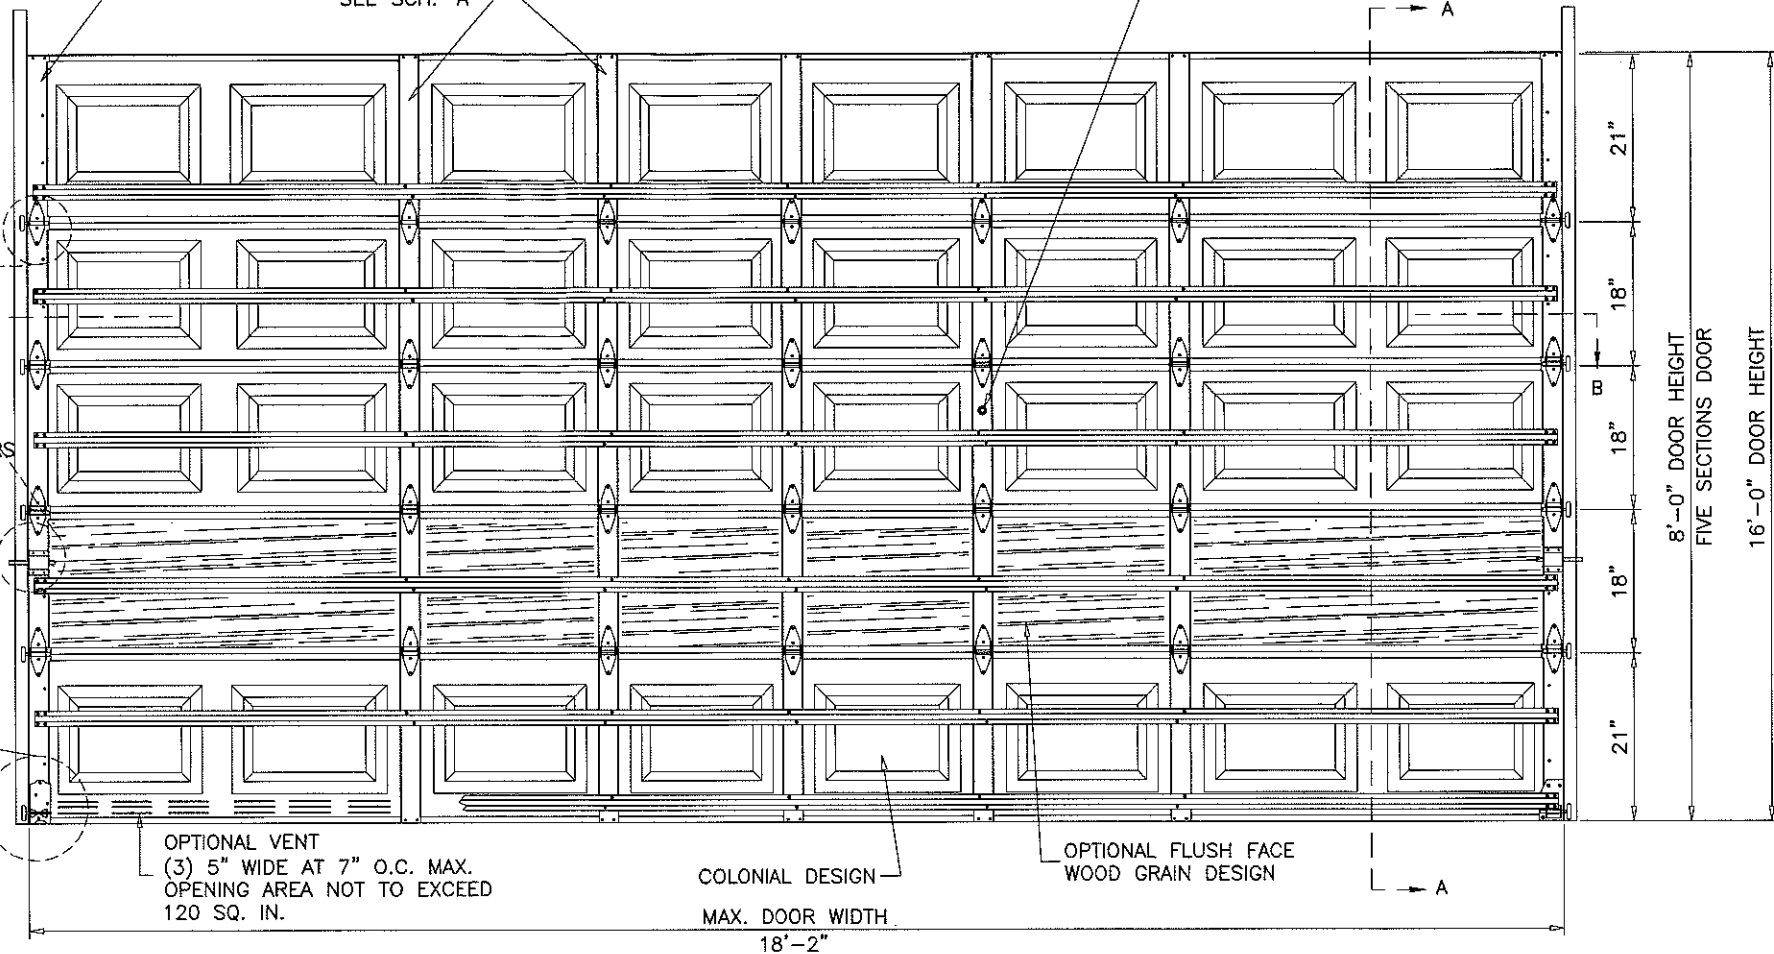 SEE SCH. "A"
A
21"
18"
B
18"
18"
21"
8'-0" DOOR HEIGHT
FIVE SECTIONS DOOR
16'-0" DOOR HEIGHT
RS
OPTIONAL VENT
(3) 5" WIDE AT 7" O.C. MAX.
OPENING AREA NOT TO EXCEED
120 SQ. IN.
COLONIAL DESIGN
OPTIONAL FLUSH FACE
WOOD GRAIN DESIGN
A
MAX. DOOR WIDTH
18'-2"